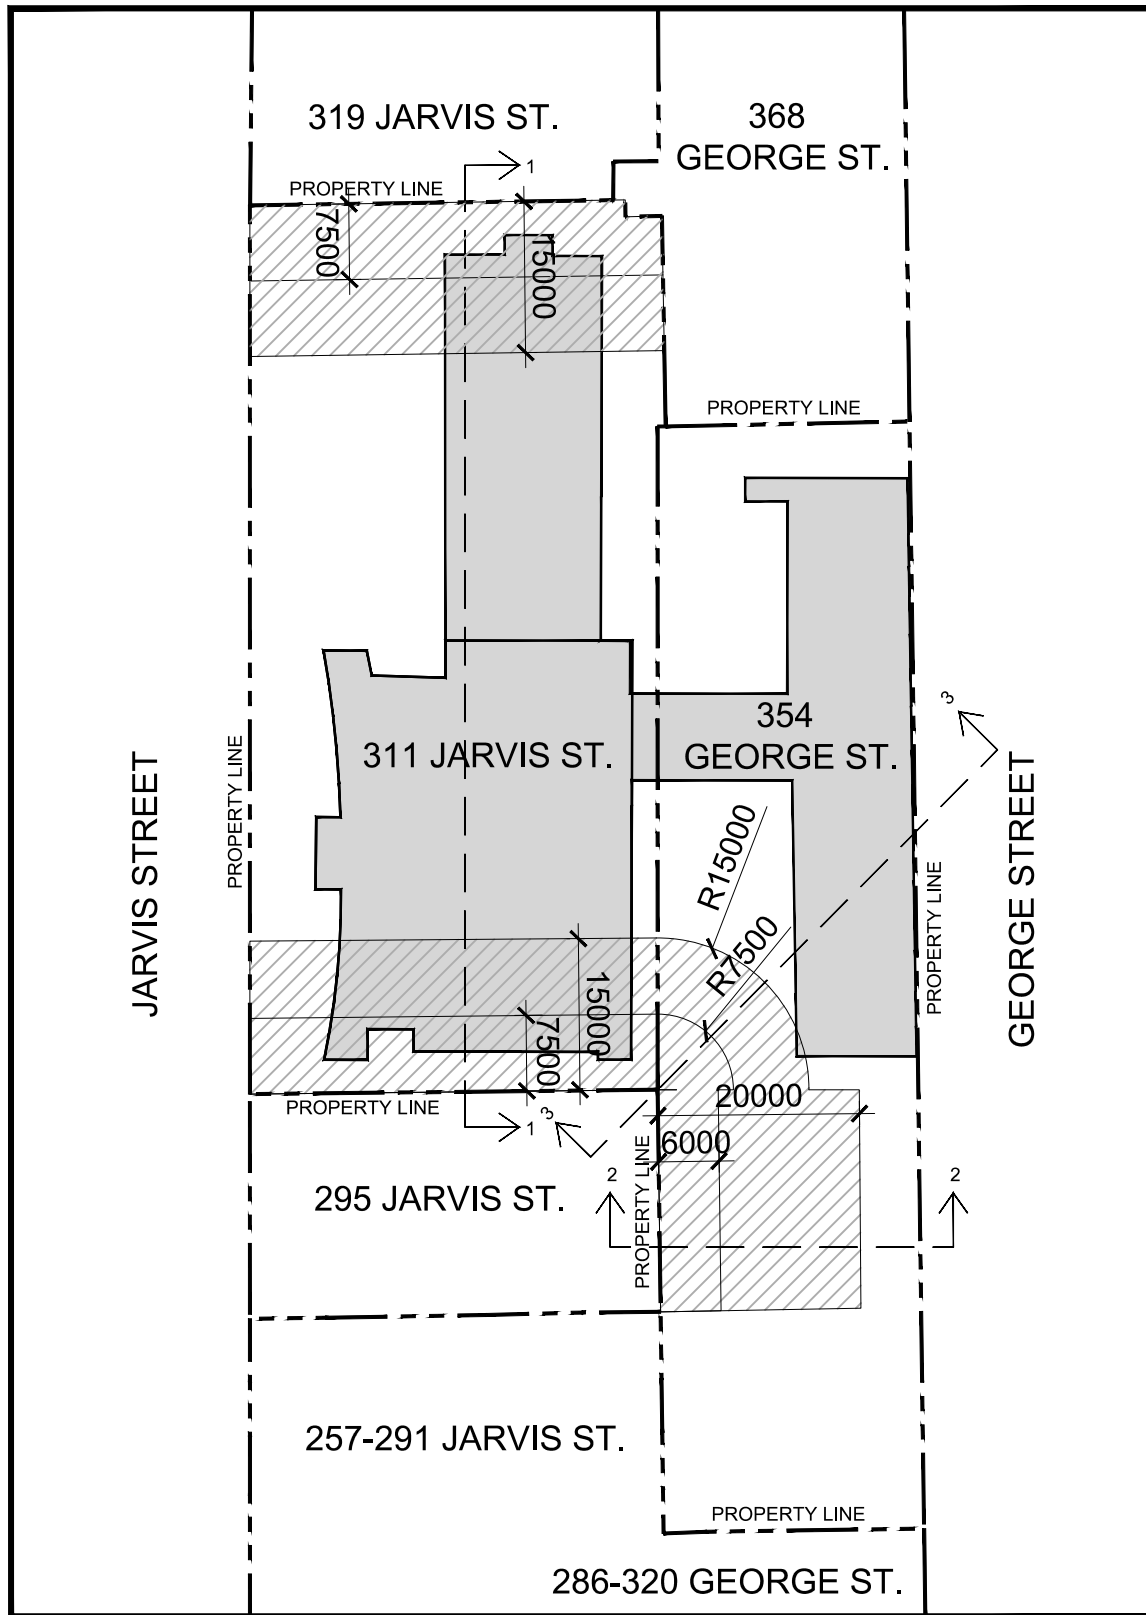 319 JARVIS ST.
368
GEORGE ST.
1
PROPERTY LINE
7500
15000
PROPERTY LINE
3
354
GEORGE ST.
311 JARVIS ST.
PROPERTY LINE
JARVIS STREET
GEORGE STREET
R15000
R7500
PROPERTY LINE
15000
7500
20000
PROPERTY LINE
1
3
6000
PROPERTY LINE
295 JARVIS ST.
2
2
257-291 JARVIS ST.
PROPERTY LINE
286-320 GEORGE ST.